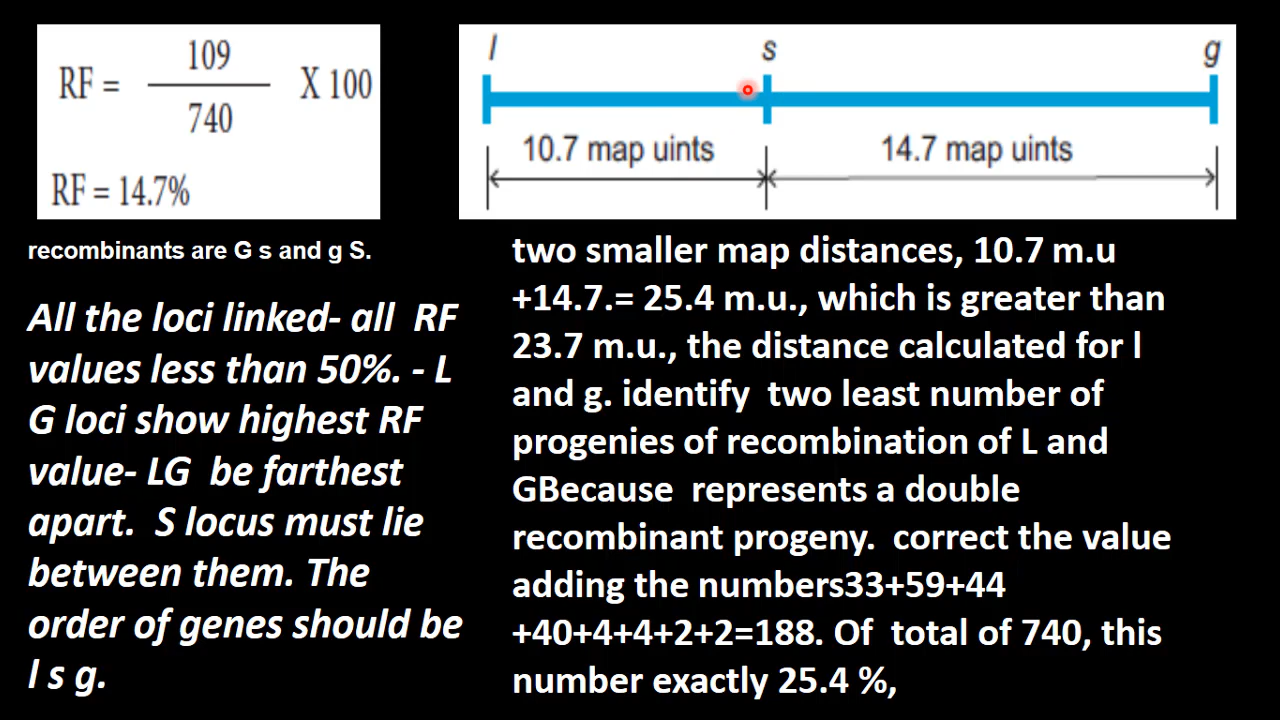 RF = 109/740 X 100
RF = 14.7%
l s g
10.7 map uints 14.7 map uints
recombinants are G s and g S.
All the loci linked- all RF
values less than 50%. - L
G loci show highest RF
value- LG be farthest
apart. S locus must lie
between them. The
order of genes should be
l s g.
two smaller map distances, 10.7 m.u
+14.7.= 25.4 m.u., which is greater than
23.7 m.u., the distance calculated for l
and g. identify two least number of
progenies of recombination of L and
GBecause represents a double
recombinant progeny. correct the value
adding the numbers33+59+44
+40+4+4+2+2=188. Of total of 740, this
number exactly 25.4 %,